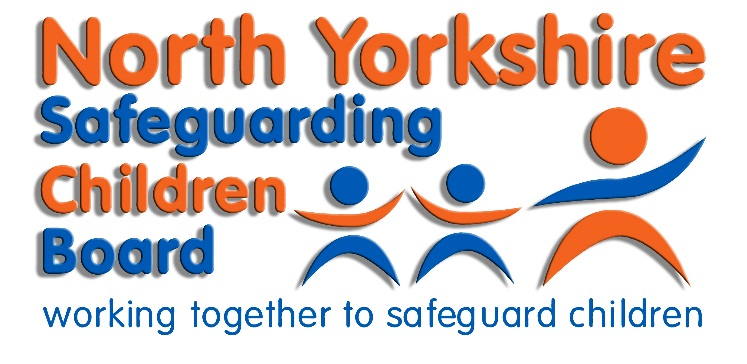 North Yorkshire
Safeguarding
Children
Board
working together to safeguard children